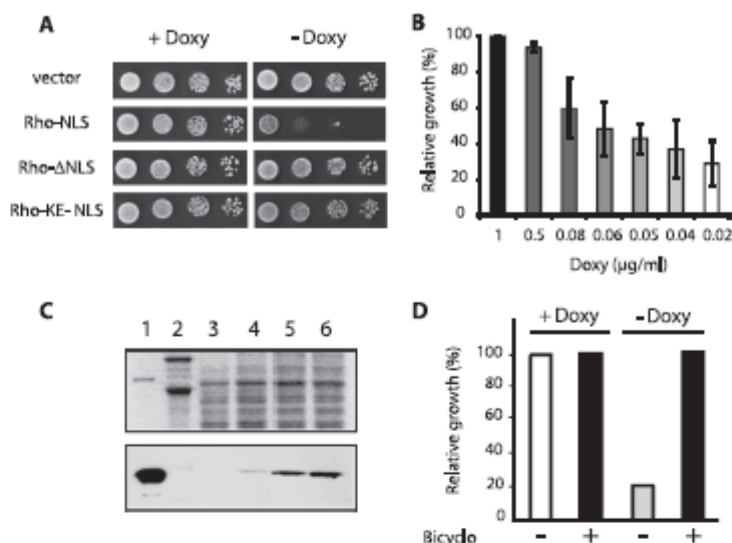 A
+ Doxy
- Doxy
vector
Rho-NLS
Rho-ΔNLS
Rho-KE-NLS
B
Relative growth (%)
100
80
60
40
20
0
1 0.5 0.08 0.06 0.05 0.04 0.02
Doxy (µg/ml)
C
1 2 3 4 5 6
D
+ Doxy
- Doxy
Relative growth (%)
100
80
60
40
20
0
Bicyclo - + - +